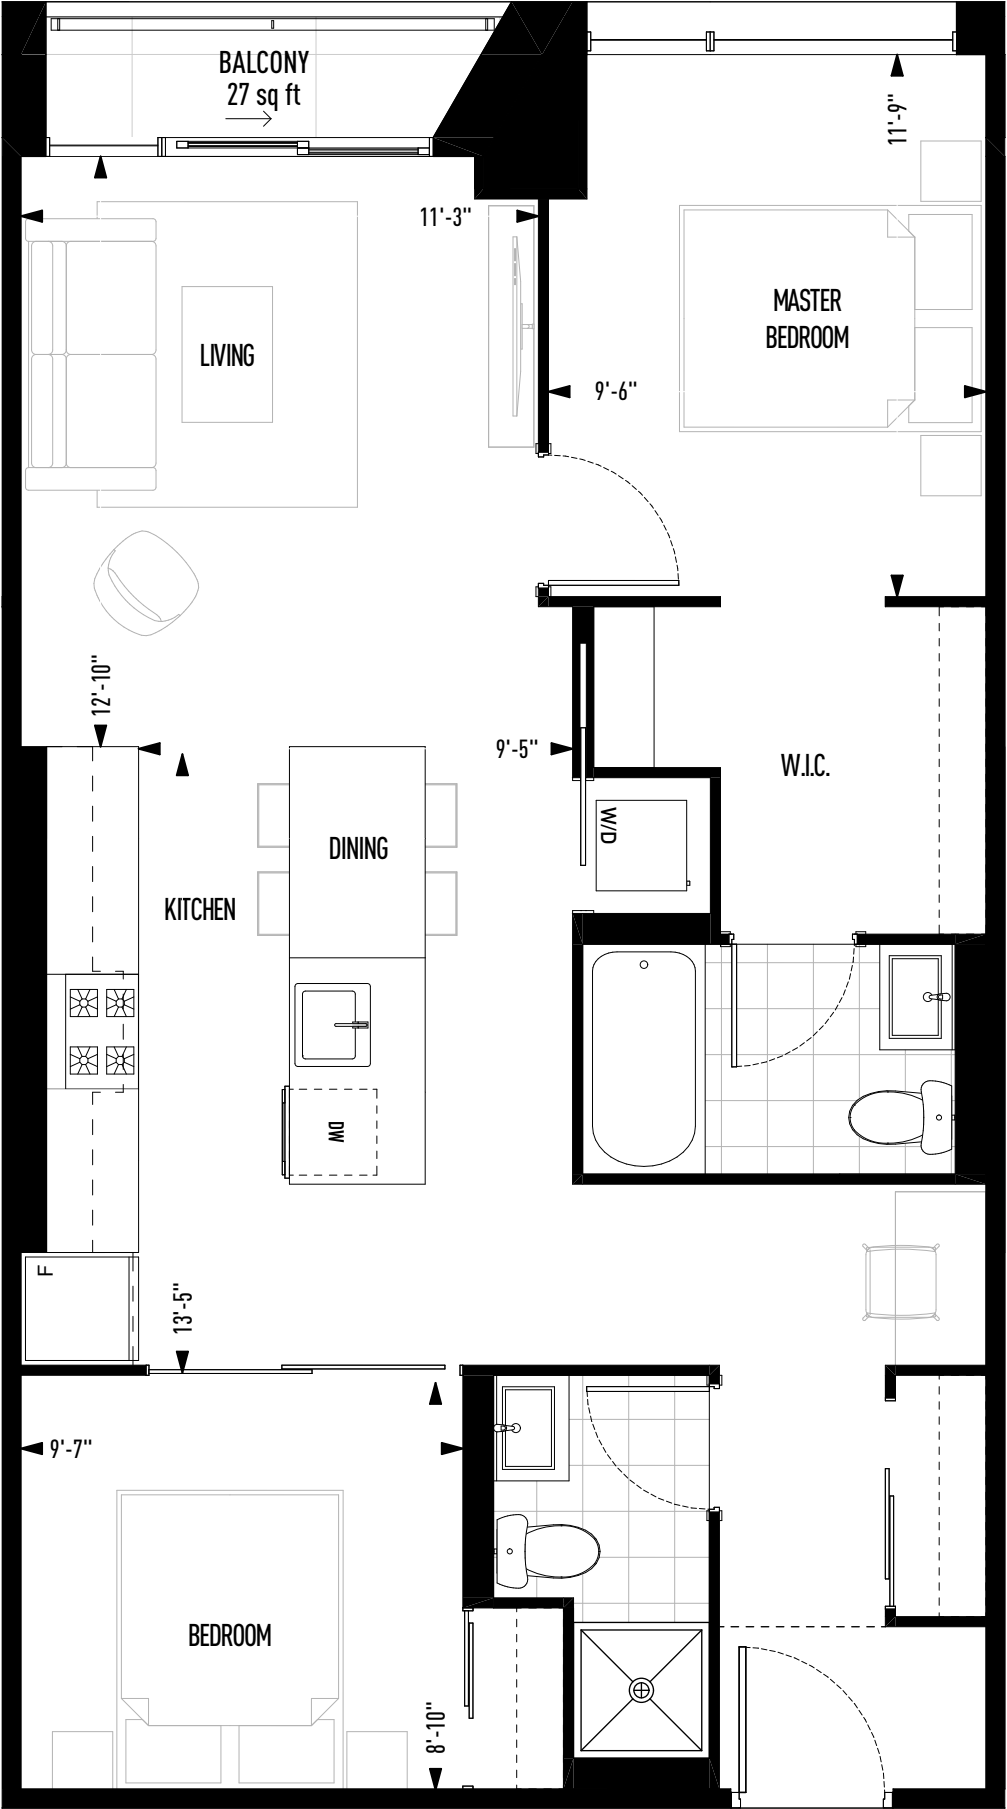 BALCONY
27 sq ft
11'-9"
11'-3"
MASTER
BEDROOM
LIVING
9'-6"
12'-10"
9'-5"
W.I.C.
W/D
DINING
KITCHEN
DW
F
13'-5"
9'-7"
BEDROOM
8'-10"